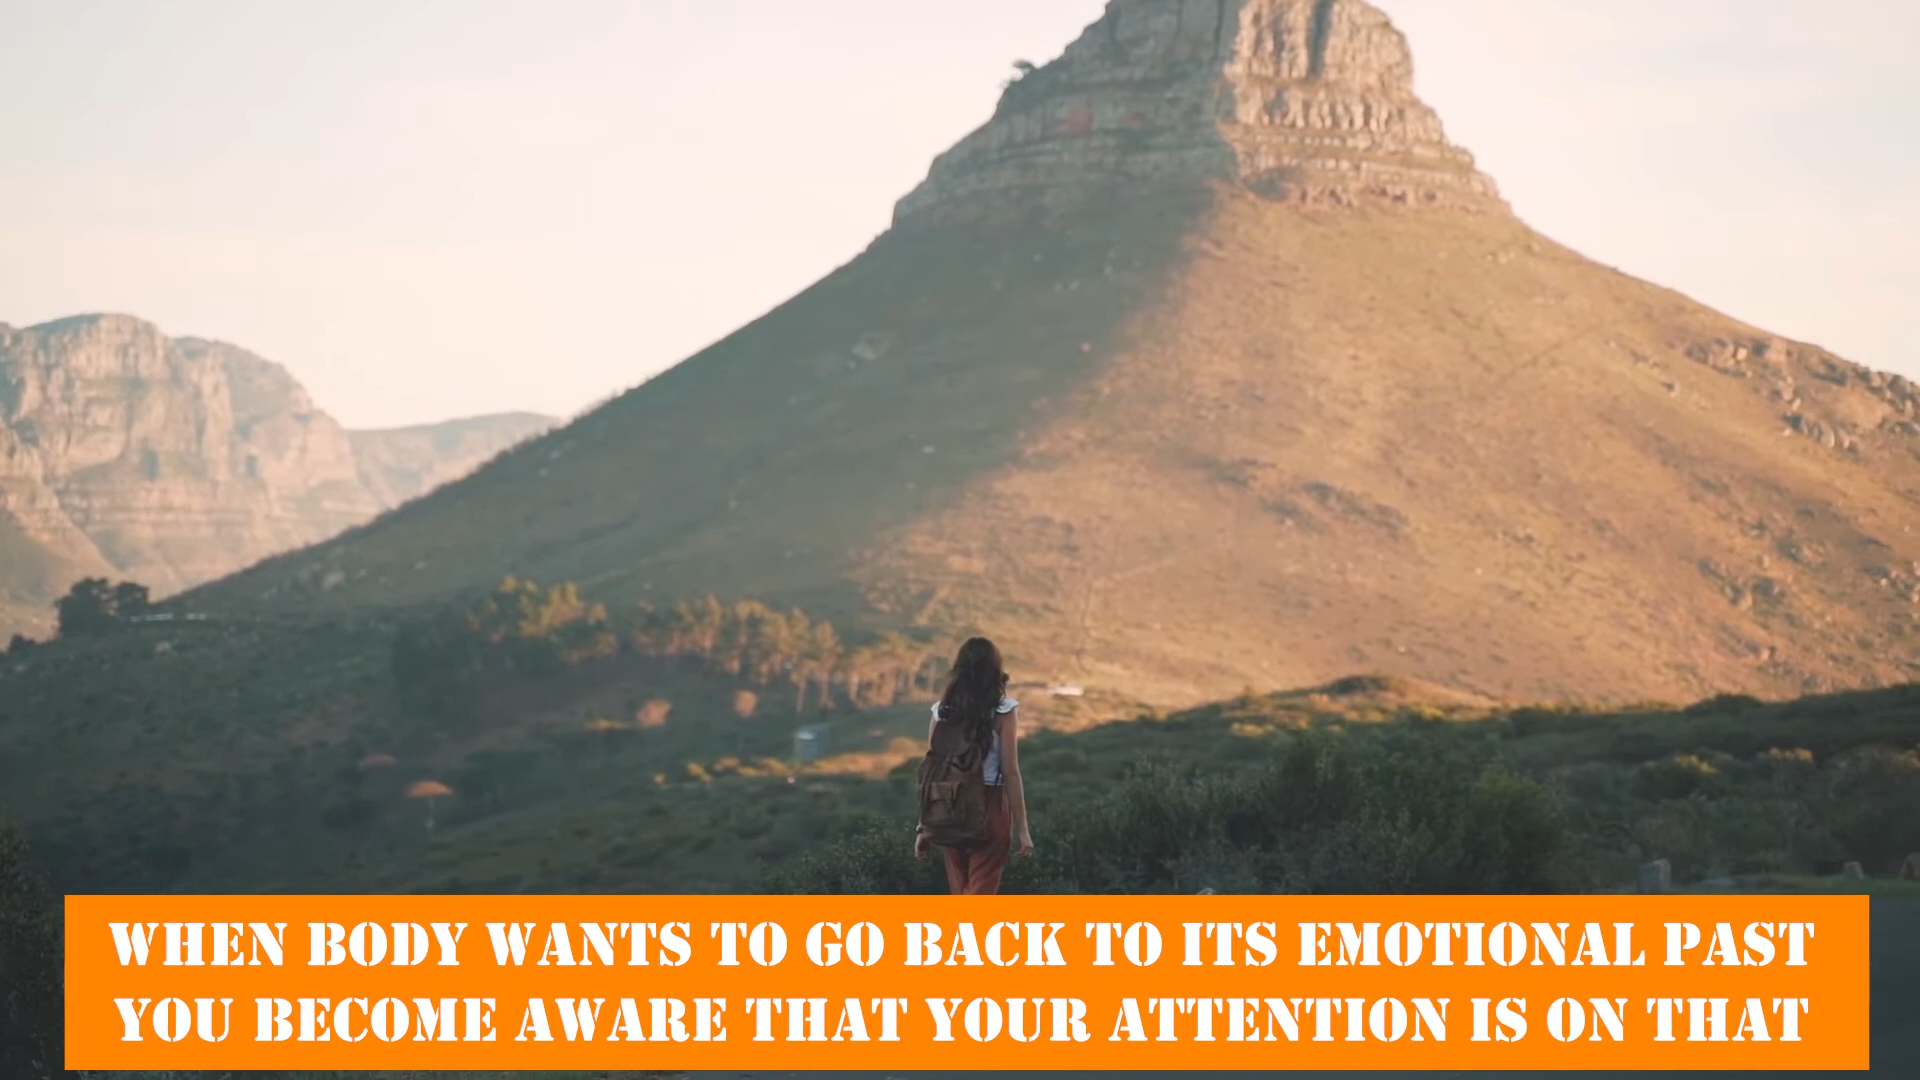 WHEN BODY WANTS TO GO BACK TO ITS EMOTIONAL PAST
YOU BECOME AWARE THAT YOUR ATTENTION IS ON THAT